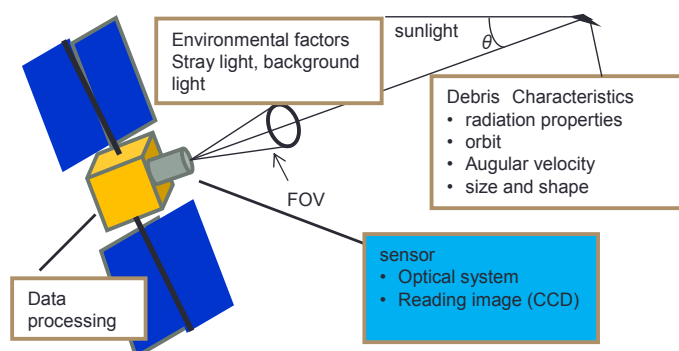 Environmental factors
Stray light, background
light
sunlight
θ
Debris Characteristics
• radiation properties
• orbit
• Augular velocity
• size and shape
FOV
sensor
• Optical system
• Reading image (CCD)
Data
processing